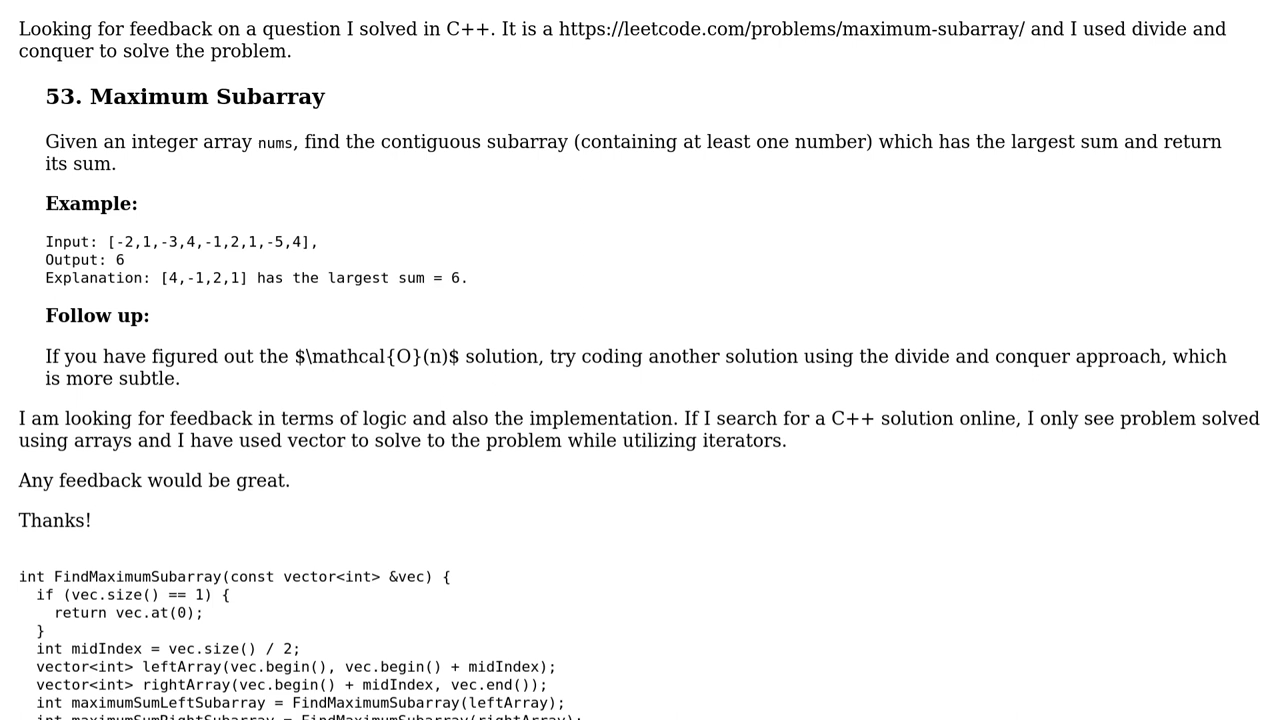 Looking for feedback on a question I solved in C++. It is a https://leetcode.com/problems/maximum-subarray/ and I used divide and
conquer to solve the problem.
53. Maximum Subarray
Given an integer array nums, find the contiguous subarray (containing at least one number) which has the largest sum and return
its sum.
Example:
Input: [-2,1,-3,4,-1,2,1,-5,4],
Output: 6
Explanation: [4,-1,2,1] has the largest sum = 6.
Follow up:
If you have figured out the $\mathcal{O}(n)$ solution, try coding another solution using the divide and conquer approach, which
is more subtle.
I am looking for feedback in terms of logic and also the implementation. If I search for a C++ solution online, I only see problem solved
using arrays and I have used vector to solve to the problem while utilizing iterators.
Any feedback would be great.
Thanks!
int FindMaximumSubarray(const vector<int> &vec) {
  if (vec.size() == 1) {
    return vec.at(0);
  }
  int midIndex = vec.size() / 2;
  vector<int> leftArray(vec.begin(), vec.begin() + midIndex);
  vector<int> rightArray(vec.begin() + midIndex, vec.end());
  int maximumSumLeftSubarray = FindMaximumSubarray(leftArray);
  int maximumSumRightSubarray = FindMaximumSubarray(rightArray);